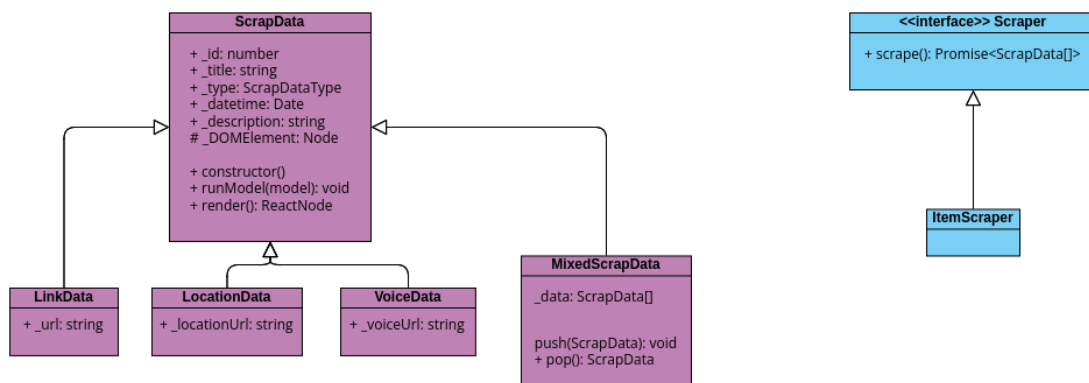 ScrapData
+ _id: number
+ _title: string
+ _type: ScrapDataType
+ _datetime: Date
+ _description: string
# _DOMElement: Node
+ constructor()
+ runModel(model): void
+ render(): ReactNode
<<interface>> Scraper
+ scrape(): Promise<ScrapData[]>
LinkData
+ _url: string
LocationData
+ _locationUrl: string
VoiceData
+ _voiceUrl: string
MixedScrapData
_data: ScrapData[]
push(ScrapData): void
+ pop(): ScrapData
ItemScraper